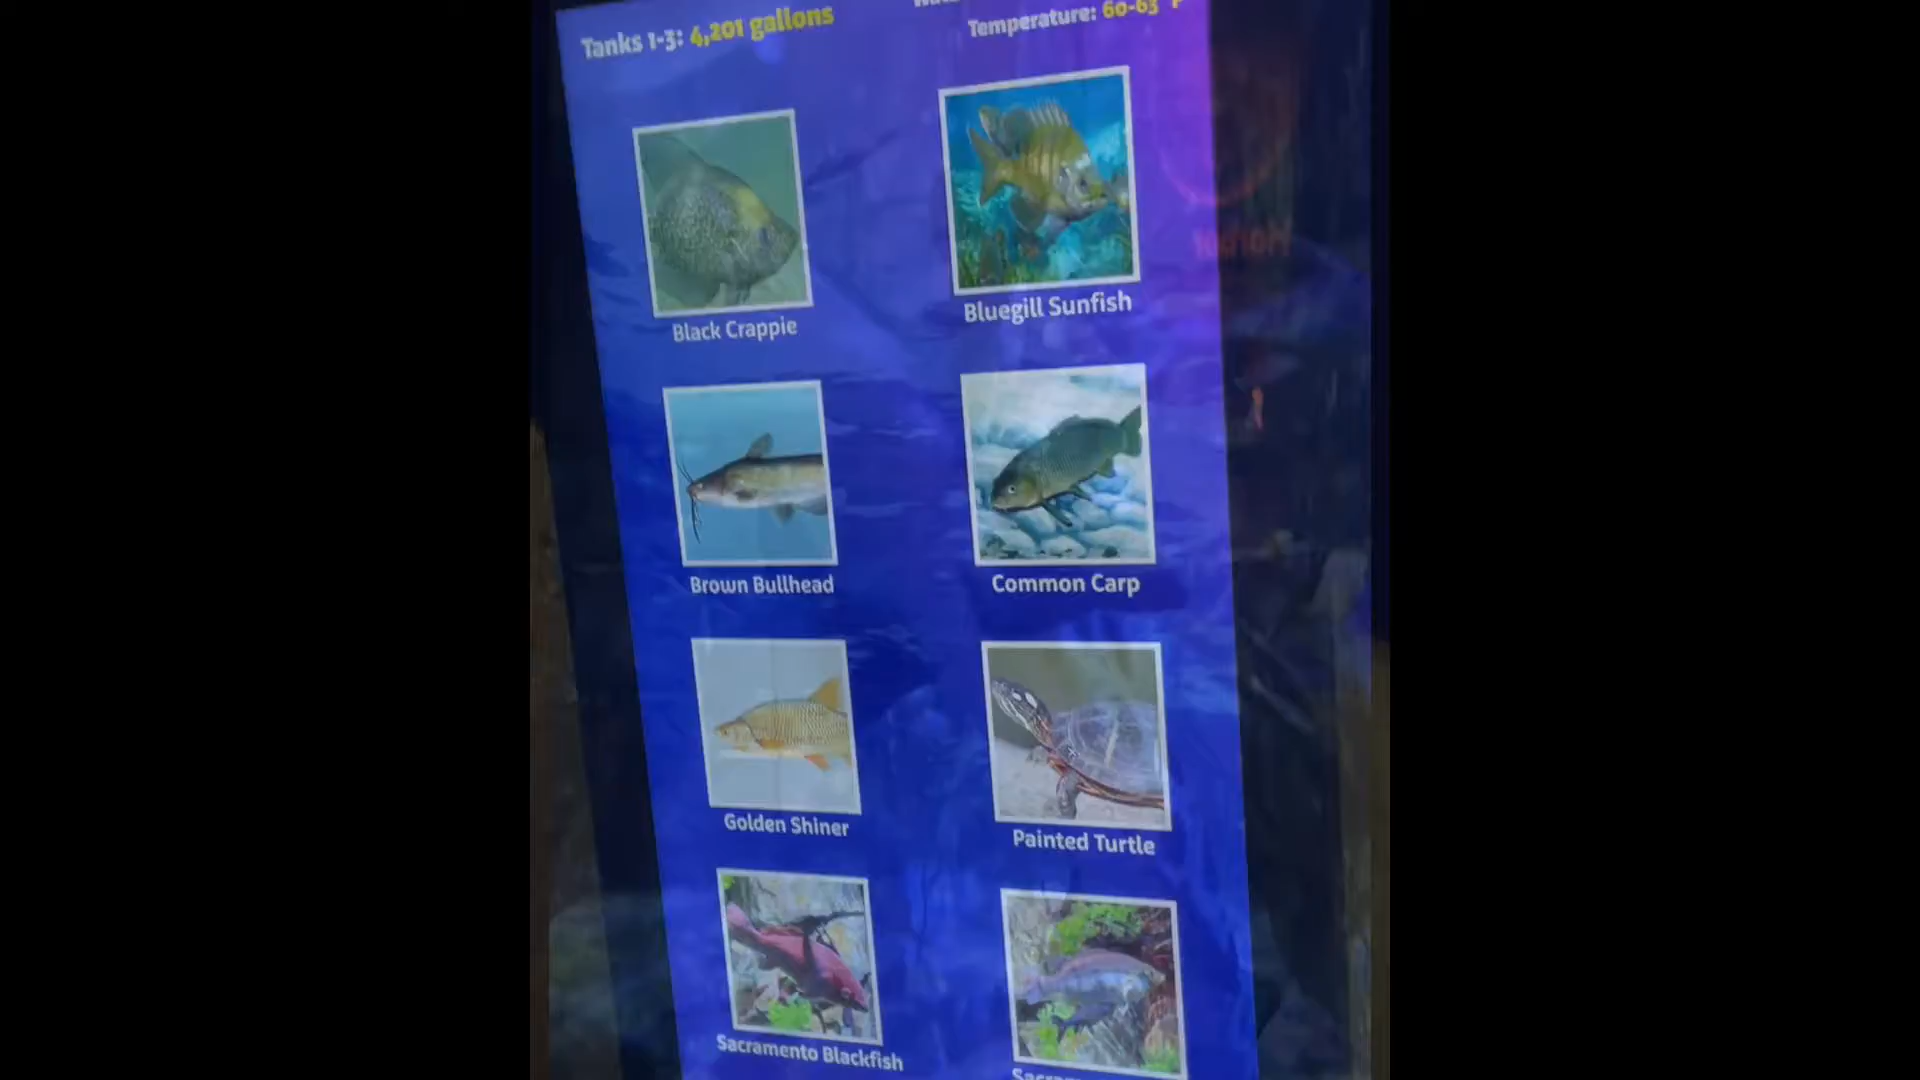 Tanks 1-3: 4,201 gallons
Temperature: 60-63 °F
Black Crappie
Bluegill Sunfish
Brown Bullhead
Common Carp
Golden Shiner
Painted Turtle
Sacramento Blackfish